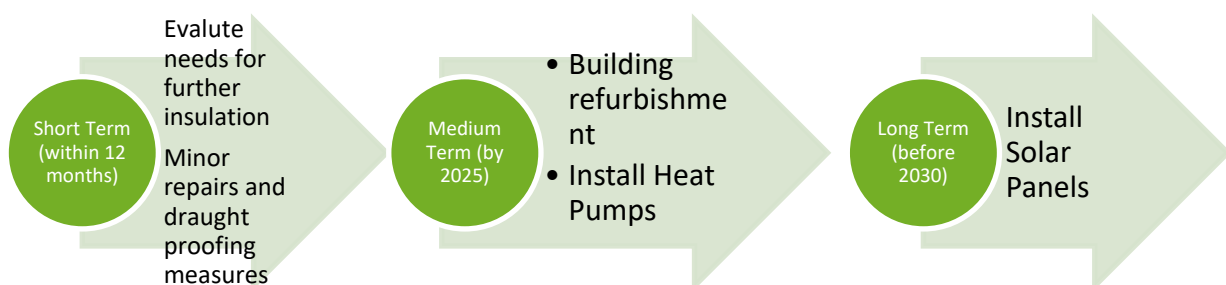 Short Term
(within 12
months)
Evalute
needs for
further
insulation
Minor
repairs and
draught
proofing
measures
Medium
Term (by
2025)
• Building
refurbishme
nt
• Install Heat
Pumps
Long Term
(before
2030)
Install
Solar
Panels